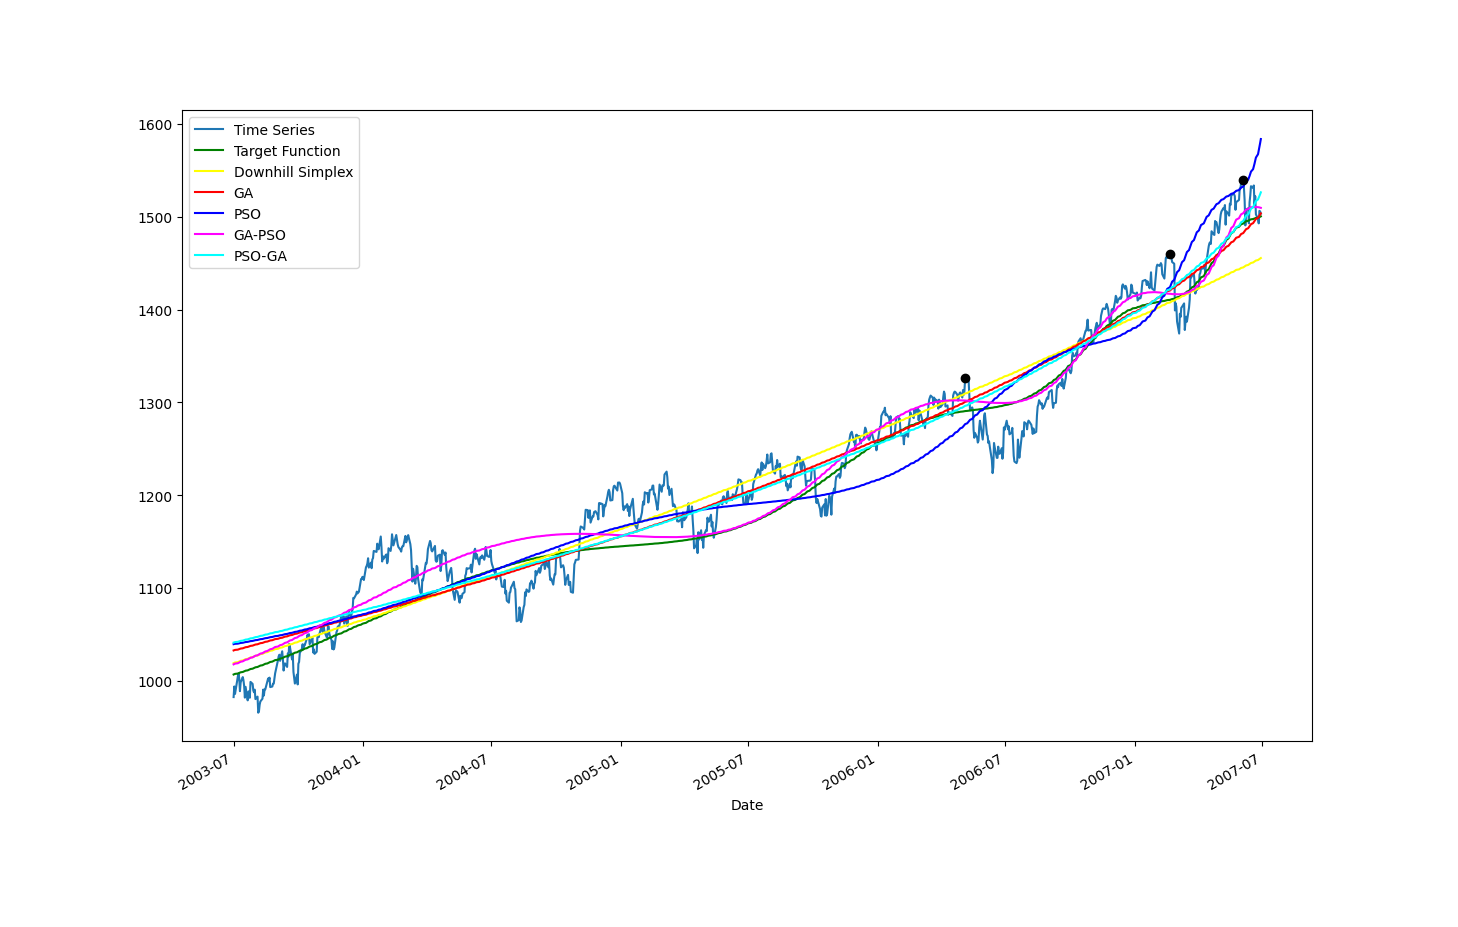 1600
1500
1400
1300
1200
1100
1000
Time Series
Target Function
Downhill Simplex
GA
PSO
GA-PSO
PSO-GA
2003-07
2004-01
2004-07
2005-01
2005-07
2006-01
2006-07
2007-01
2007-07
Date